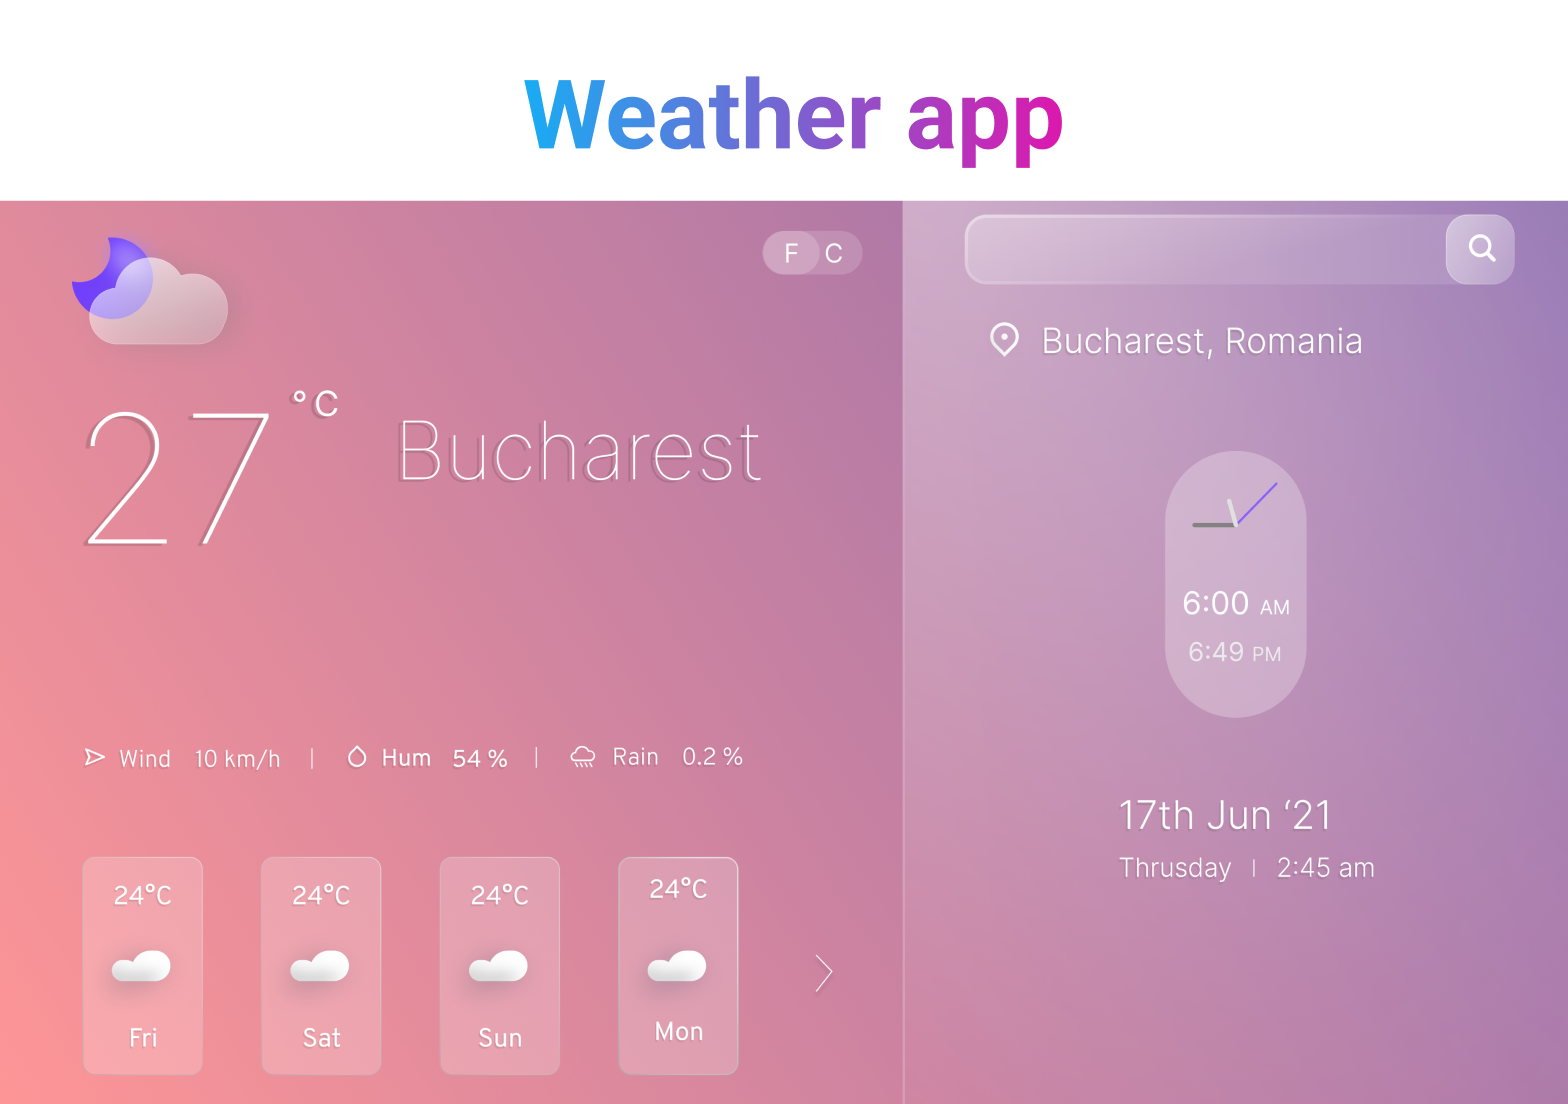 Weather app
F C
27 °C
Bucharest
Wind 10 km/h | Hum 54 % | Rain 0.2 %
24°C
Fri
24°C
Sat
24°C
Sun
24°C
Mon
Bucharest, Romania
6:00 AM
6:49 PM
17th Jun ‘21
Thrusday | 2:45 am